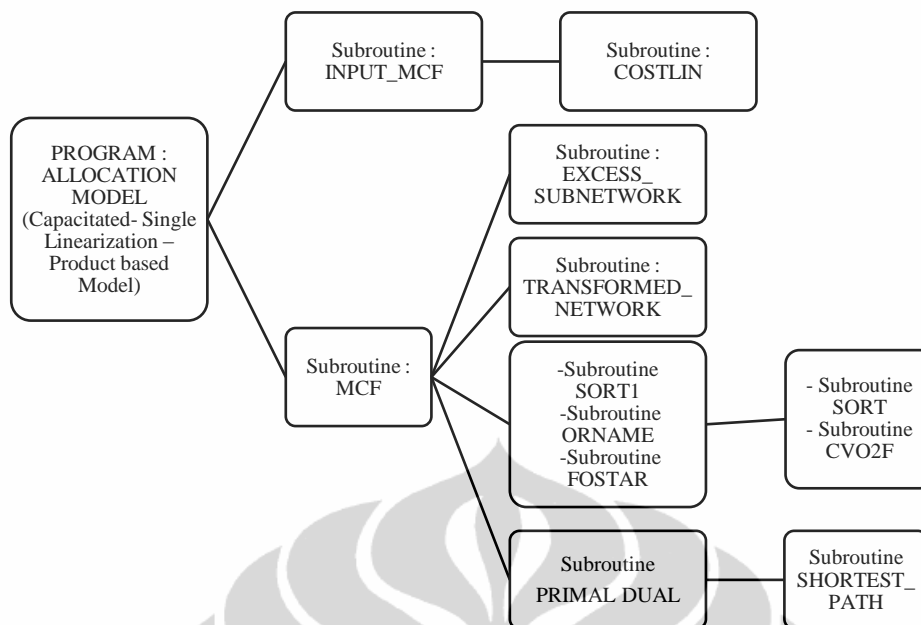 Subroutine :
INPUT_MCF
Subroutine :
COSTLIN
PROGRAM :
ALLOCATION
MODEL
(Capacitated- Single
Linearization –
Product based
Model)
Subroutine :
EXCESS_
SUBNETWORK
Subroutine :
TRANSFORMED_
NETWORK
Subroutine :
MCF
-Subroutine
SORT1
-Subroutine
ORNAME
-Subroutine
FOSTAR
- Subroutine
SORT
- Subroutine
CVO2F
Subroutine
PRIMAL DUAL
Subroutine
SHORTEST_
PATH